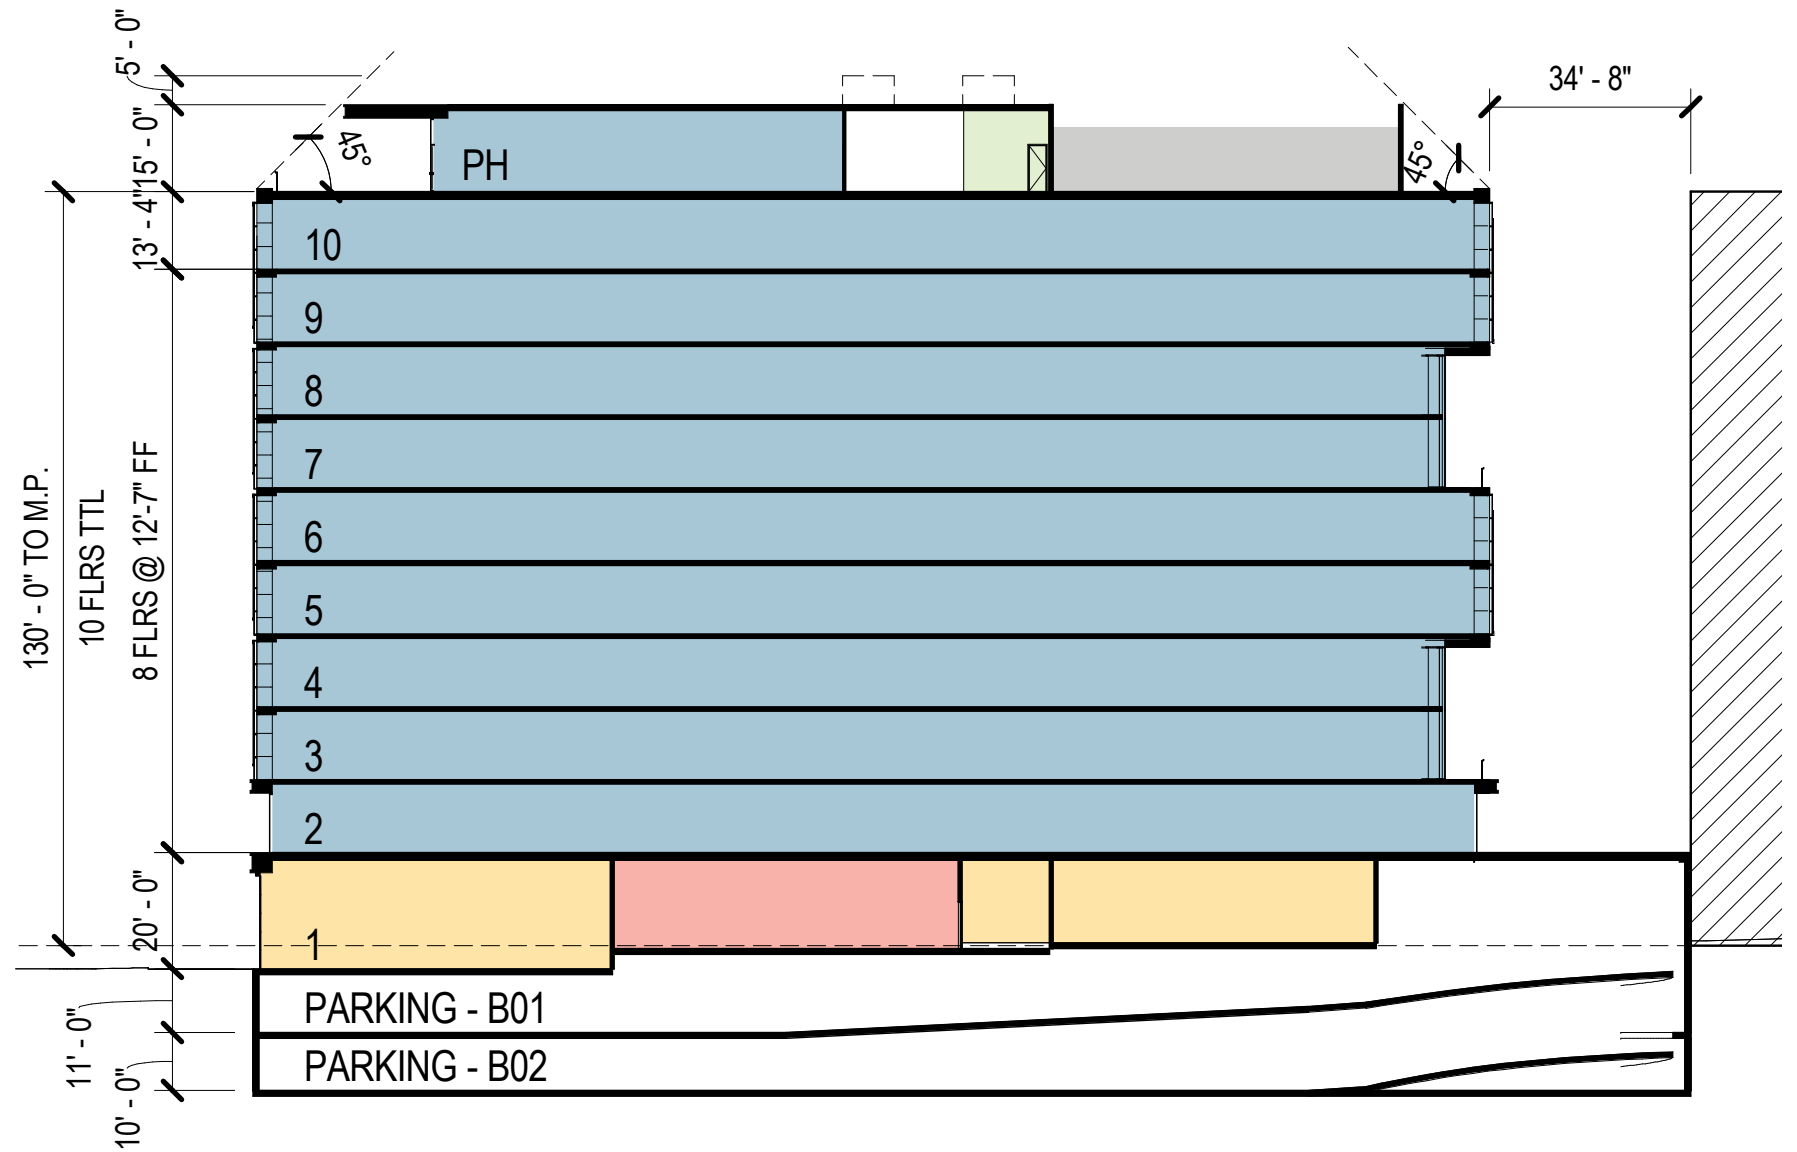 5' - 0"
34' - 8"
15' - 0"
45°
45°
PH
13' - 4"
10
9
8
7
6
5
4
3
2
1
130' - 0" TO M.P.
10 FLRS TTL
8 FLRS @ 12'-7" FF
20' - 0"
PARKING - B01
11' - 0"
PARKING - B02
10' - 0"